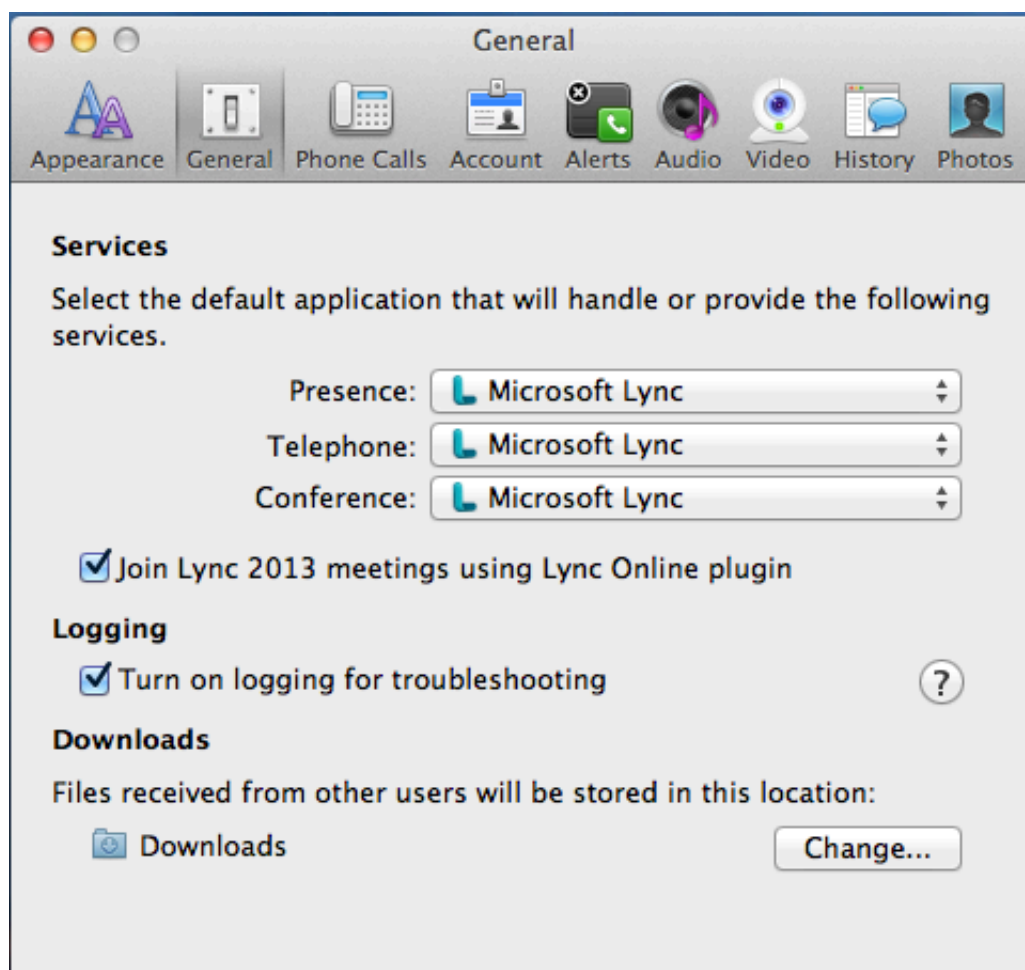 General
Appearance General Phone Calls Account Alerts Audio Video History Photos
Services
Select the default application that will handle or provide the following
services.
Presence: Microsoft Lync
Telephone: Microsoft Lync
Conference: Microsoft Lync
Join Lync 2013 meetings using Lync Online plugin
Logging
Turn on logging for troubleshooting ?
Downloads
Files received from other users will be stored in this location:
Downloads Change...